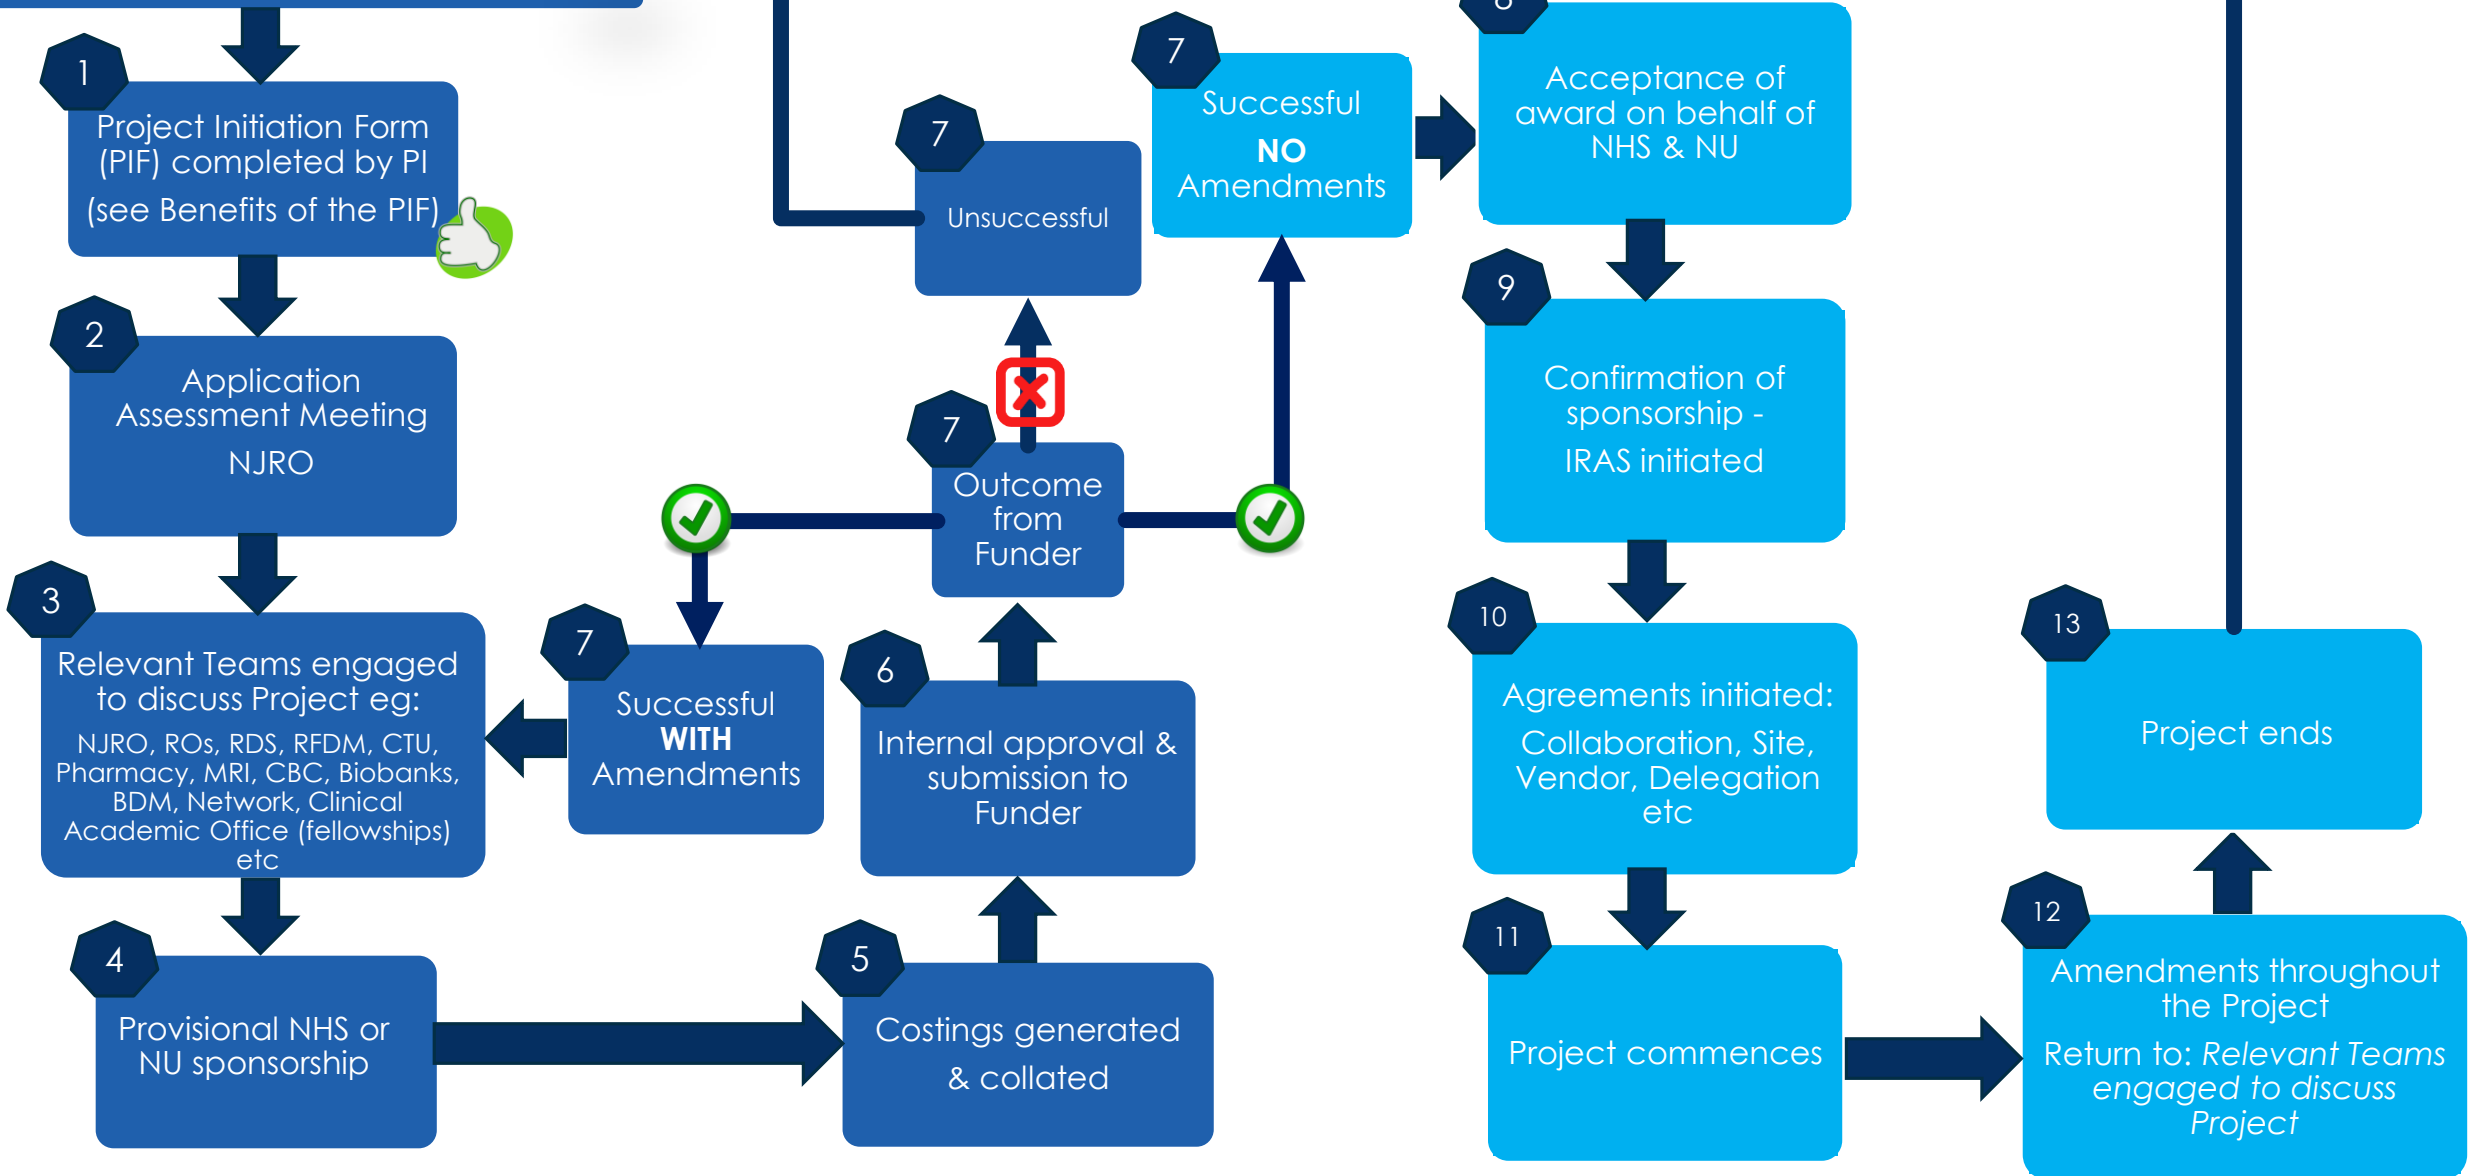 1
Project Initiation Form
(PIF) completed by PI
(see Benefits of the PIF)
2
Application
Assessment Meeting
NJRO
3
Relevant Teams engaged
to discuss Project eg:
NJRO, ROs, RDS, RFDM, CTU,
Pharmacy, MRI, CBC, Biobanks,
BDM, Network, Clinical
Academic Office (fellowships)
etc
4
Provisional NHS or
NU sponsorship
5
Costings generated
& collated
6
Internal approval &
submission to
Funder
7
Outcome
from
Funder
7
Unsuccessful
7
Successful
WITH
Amendments
7
Successful
NO
Amendments
8
Acceptance of
award on behalf of
NHS & NU
9
Confirmation of
sponsorship -
IRAS initiated
10
Agreements initiated:
Collaboration, Site,
Vendor, Delegation
etc
11
Project commences
12
Amendments throughout
the Project
Return to: Relevant Teams
engaged to discuss
Project
13
Project ends